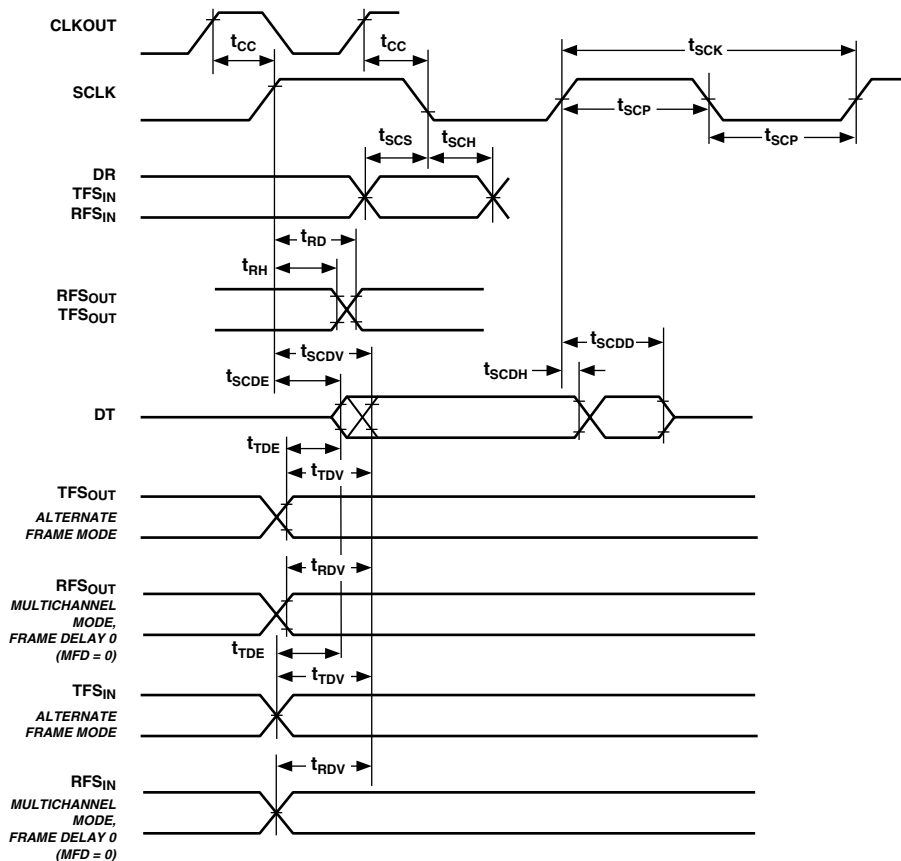 CLKOUT
tCC
tCC
tSCK
SCLK
tSCP
tSCP
tSCS
tSCH
DR
TFSIN
RFSIN
tRD
tRH
RFSOUT
TFSOUT
tSCDV
tSCDE
tSCDD
tSCDH
DT
tTDE
tTDV
TFSOUT
ALTERNATE
FRAME MODE
tRDV
RFSOUT
MULTICHANNEL
MODE,
FRAME DELAY 0
(MFD = 0)
tTDE
tTDV
TFSIN
ALTERNATE
FRAME MODE
tRDV
RFSIN
MULTICHANNEL
MODE,
FRAME DELAY 0
(MFD = 0)